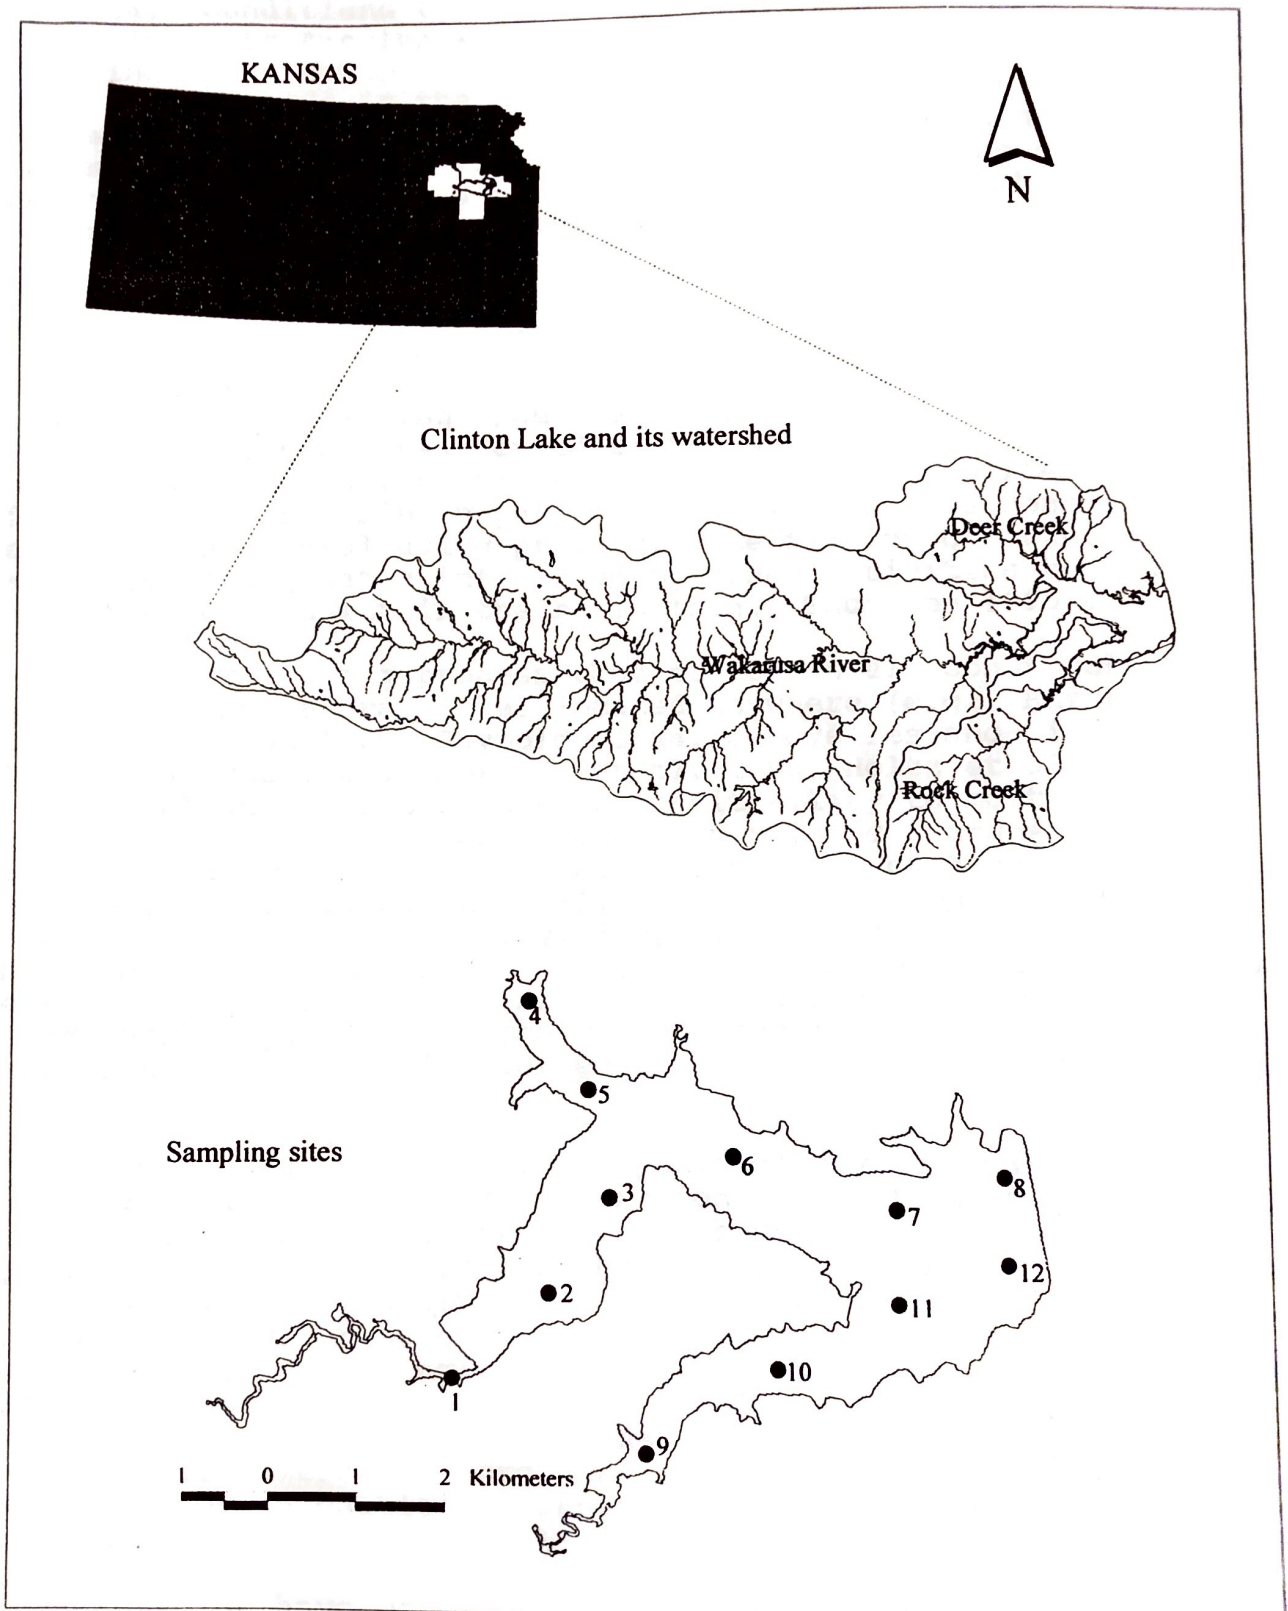 KANSAS
N
Clinton Lake and its watershed
Deer Creek
Wakarusa River
Rock Creek
4
5
Sampling sites
6
3
8
7
12
2
11
10
1
9
1 0 1 2 Kilometers